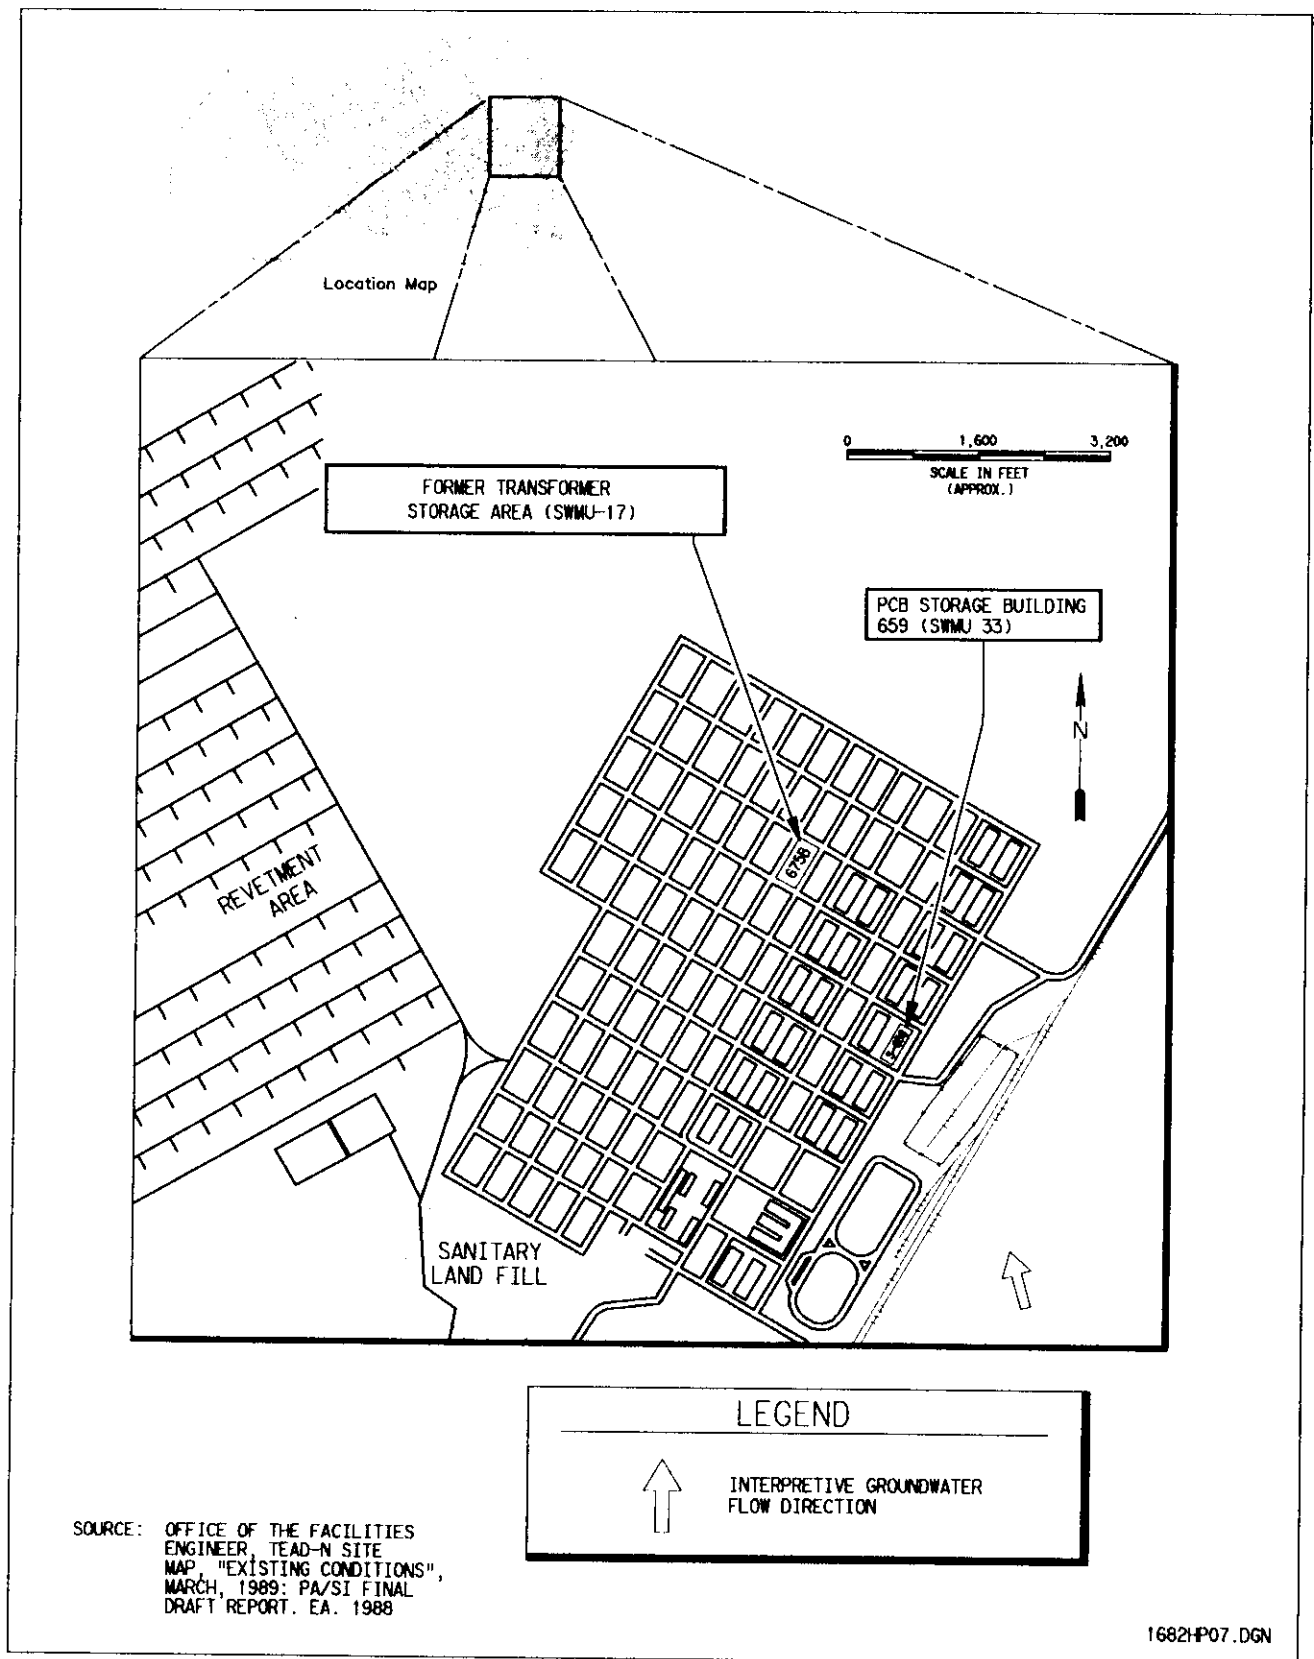 Location Map
0 1,600 3,200
SCALE IN FEET
(APPROX.)
FORMER TRANSFORMER
STORAGE AREA (SWMU-17)
PCB STORAGE BUILDING
659 (SWMU 33)
N
675B
REVETMENT
AREA
SANITARY
LAND FILL
LEGEND
INTERPRETIVE GROUNDWATER
FLOW DIRECTION
SOURCE: OFFICE OF THE FACILITIES
ENGINEER, TEAD-N SITE
MAP, "EXISTING CONDITIONS",
MARCH, 1989: PA/SI FINAL
DRAFT REPORT. EA. 1988
1682HP07.DGN